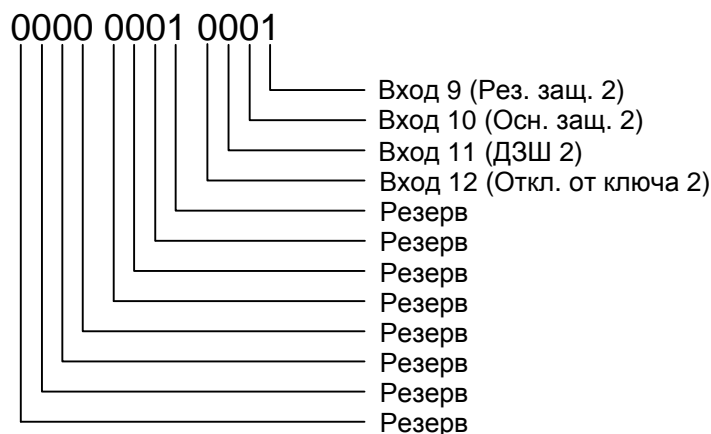 0000 0001 0001
Вход 9 (Рез. защ. 2)
Вход 10 (Осн. защ. 2)
Вход 11 (ДЗШ 2)
Вход 12 (Откл. от ключа 2)
Резерв
Резерв
Резерв
Резерв
Резерв
Резерв
Резерв
Резерв